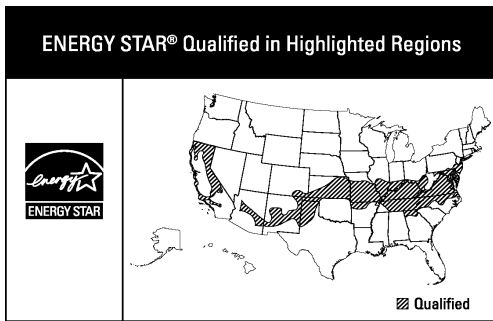 ENERGY STAR® Qualified in Highlighted Regions
energy
ENERGY STAR
Qualified